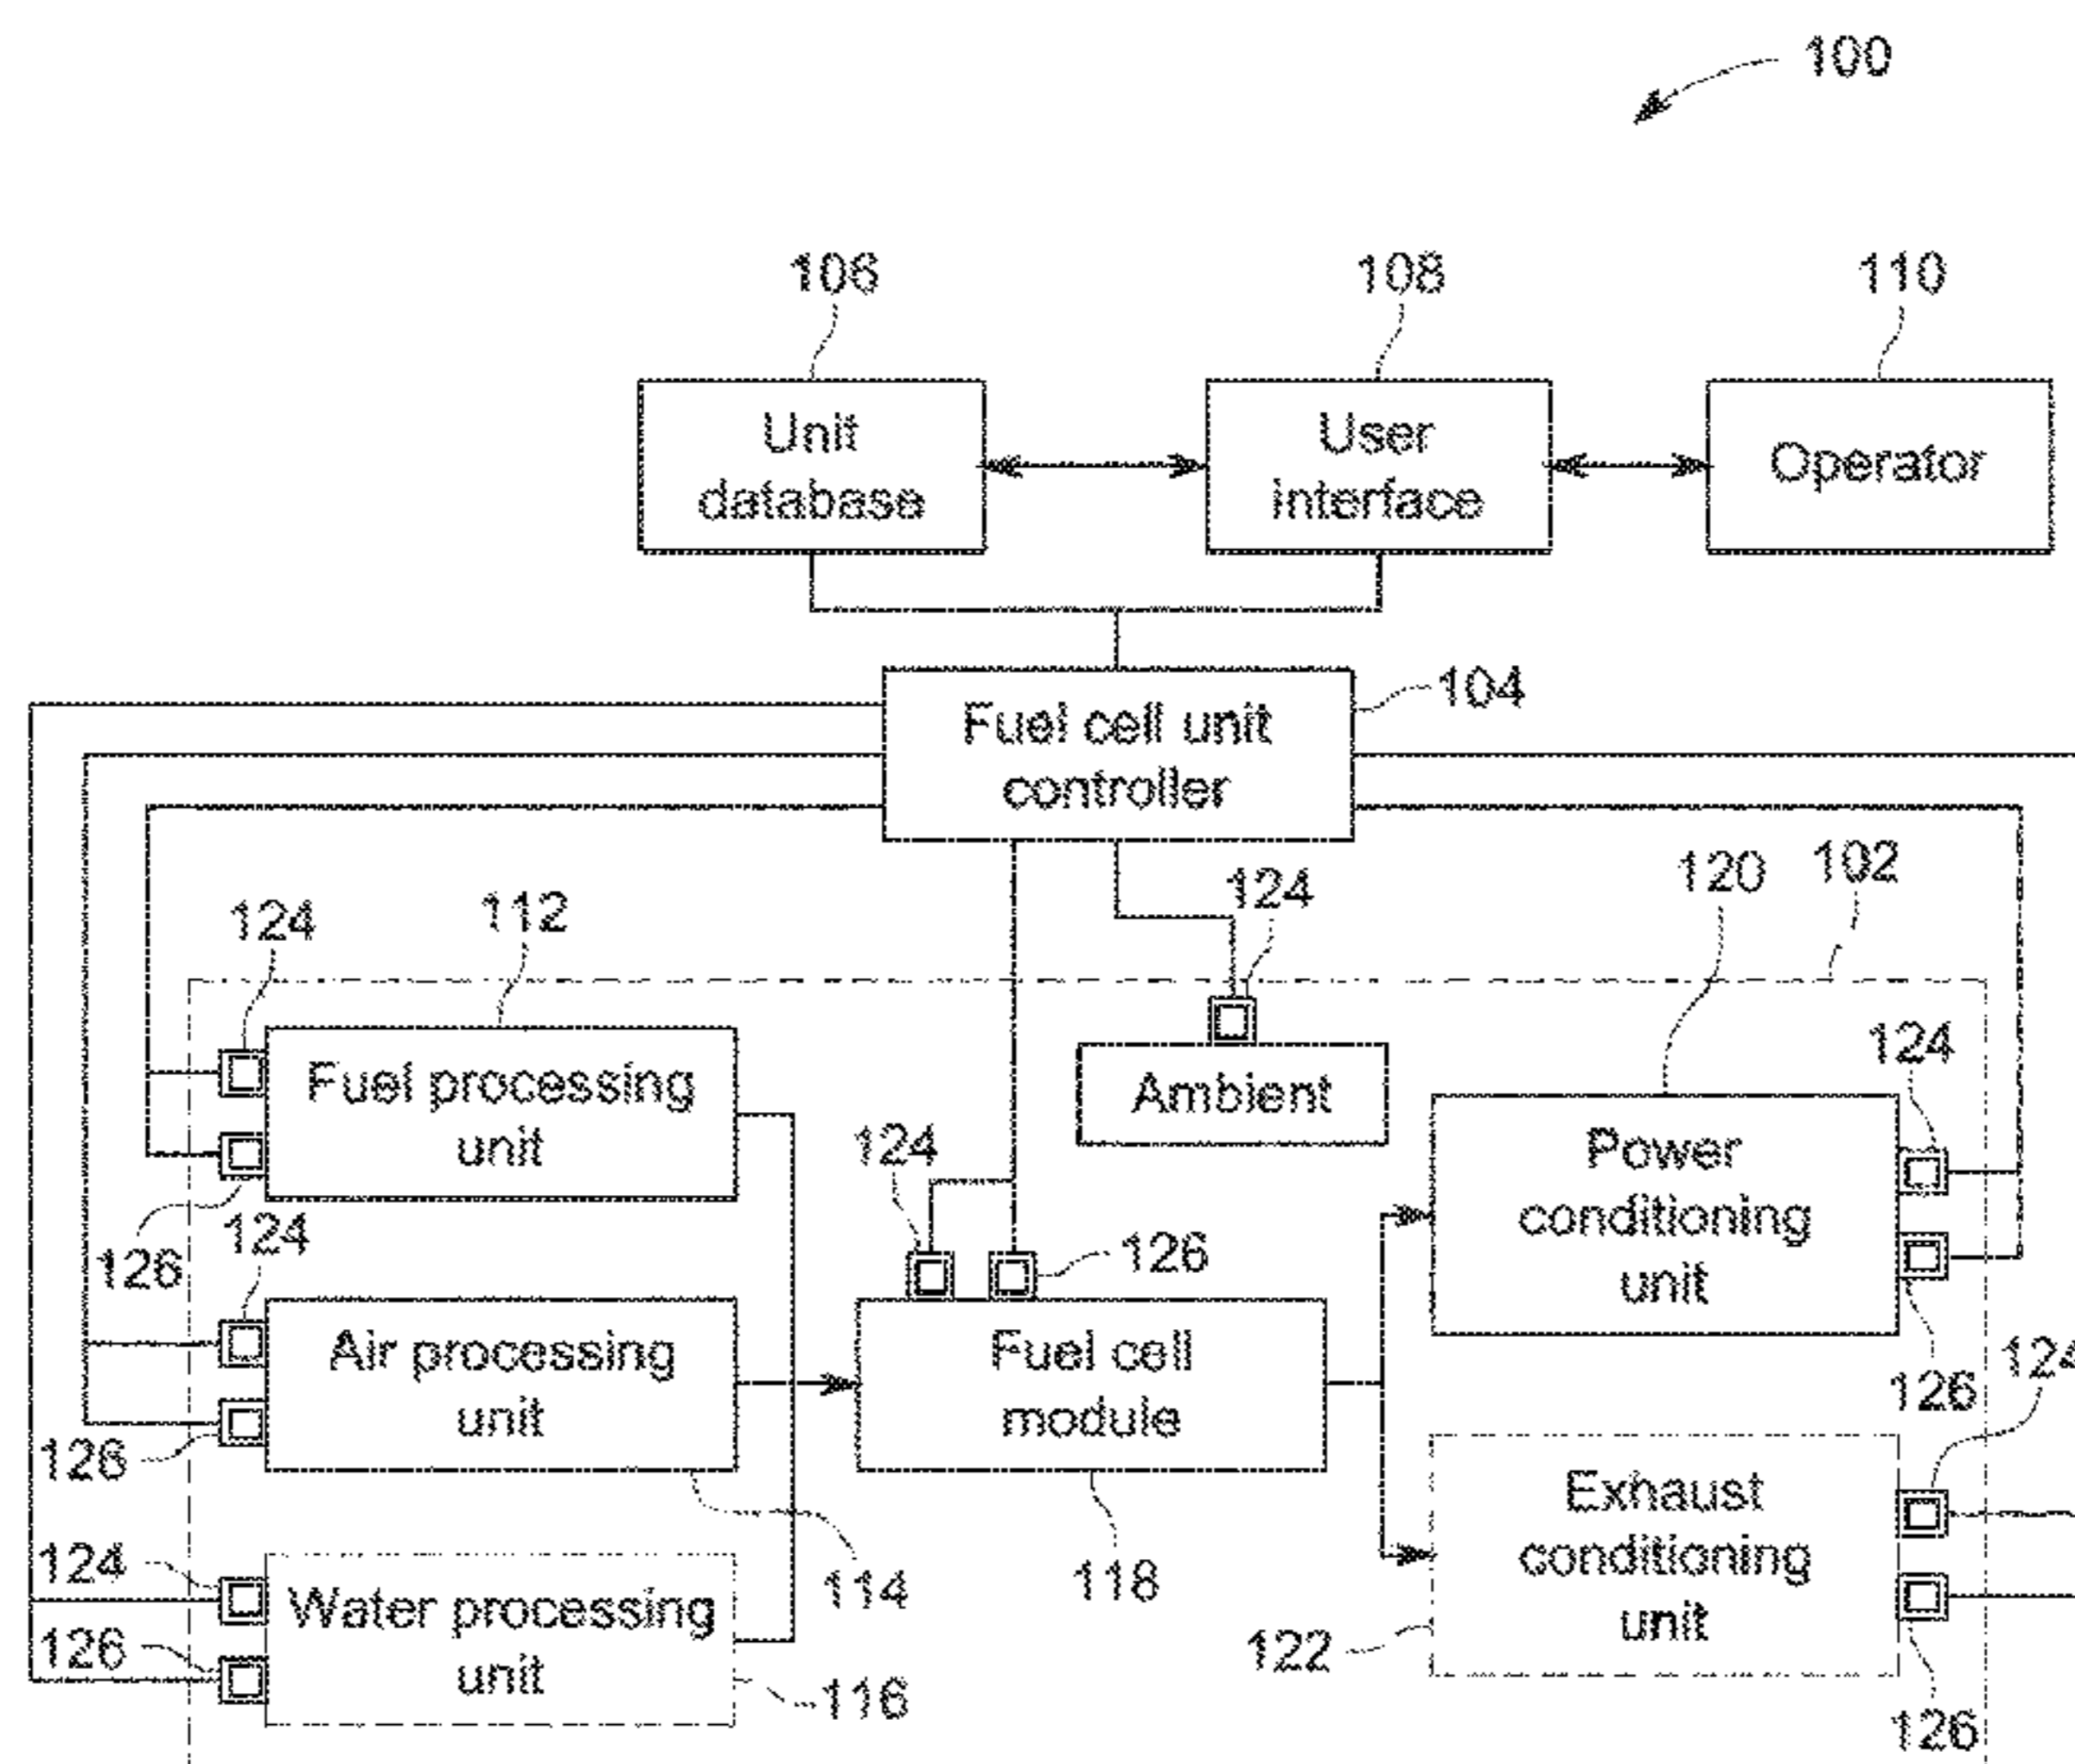 100
106
108
110
Unit
database
User
interface
Operator
104
Fuel cell unit
controller
120
102
124
112
124
124
Fuel processing
unit
Ambient
124
Power
conditioning
unit
126
124
126
Air processing
unit
Fuel cell
module
126
124
126
Exhaust
conditioning
unit
124
114
118
Water processing
unit
126
122
116
126